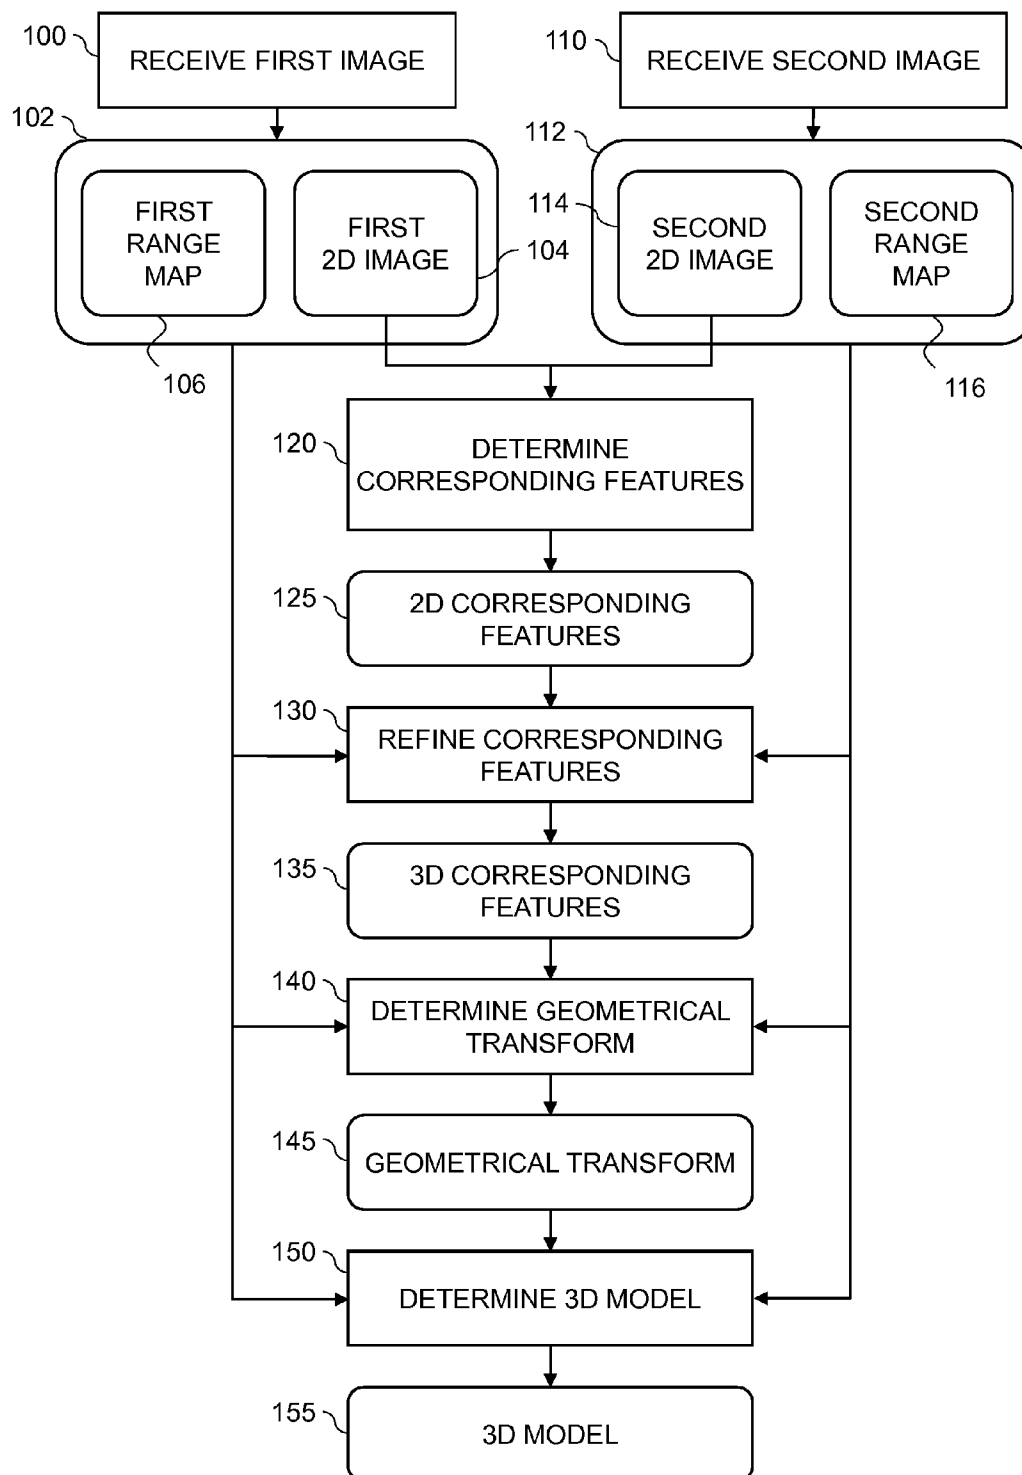 100
RECEIVE FIRST IMAGE
110
RECEIVE SECOND IMAGE
102
FIRST
RANGE
MAP
FIRST
2D IMAGE
104
106
112
114
SECOND
2D IMAGE
SECOND
RANGE
MAP
116
120
DETERMINE
CORRESPONDING FEATURES
125
2D CORRESPONDING
FEATURES
130
REFINE CORRESPONDING
FEATURES
135
3D CORRESPONDING
FEATURES
140
DETERMINE GEOMETRICAL
TRANSFORM
145
GEOMETRICAL TRANSFORM
150
DETERMINE 3D MODEL
155
3D MODEL